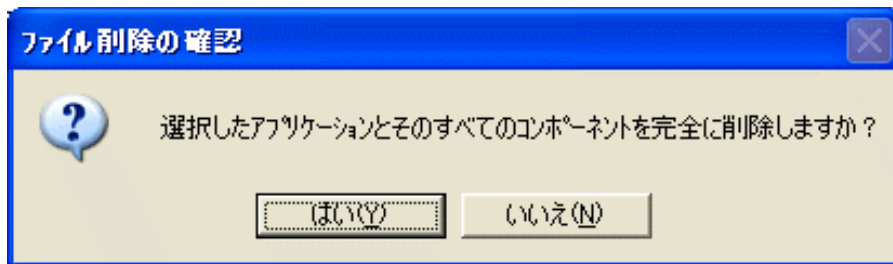 ファイル削除の確認
選択したアプリケーションとそのすべてのコンポーネントを完全に削除しますか？
はい(Y)
いいえ(N)